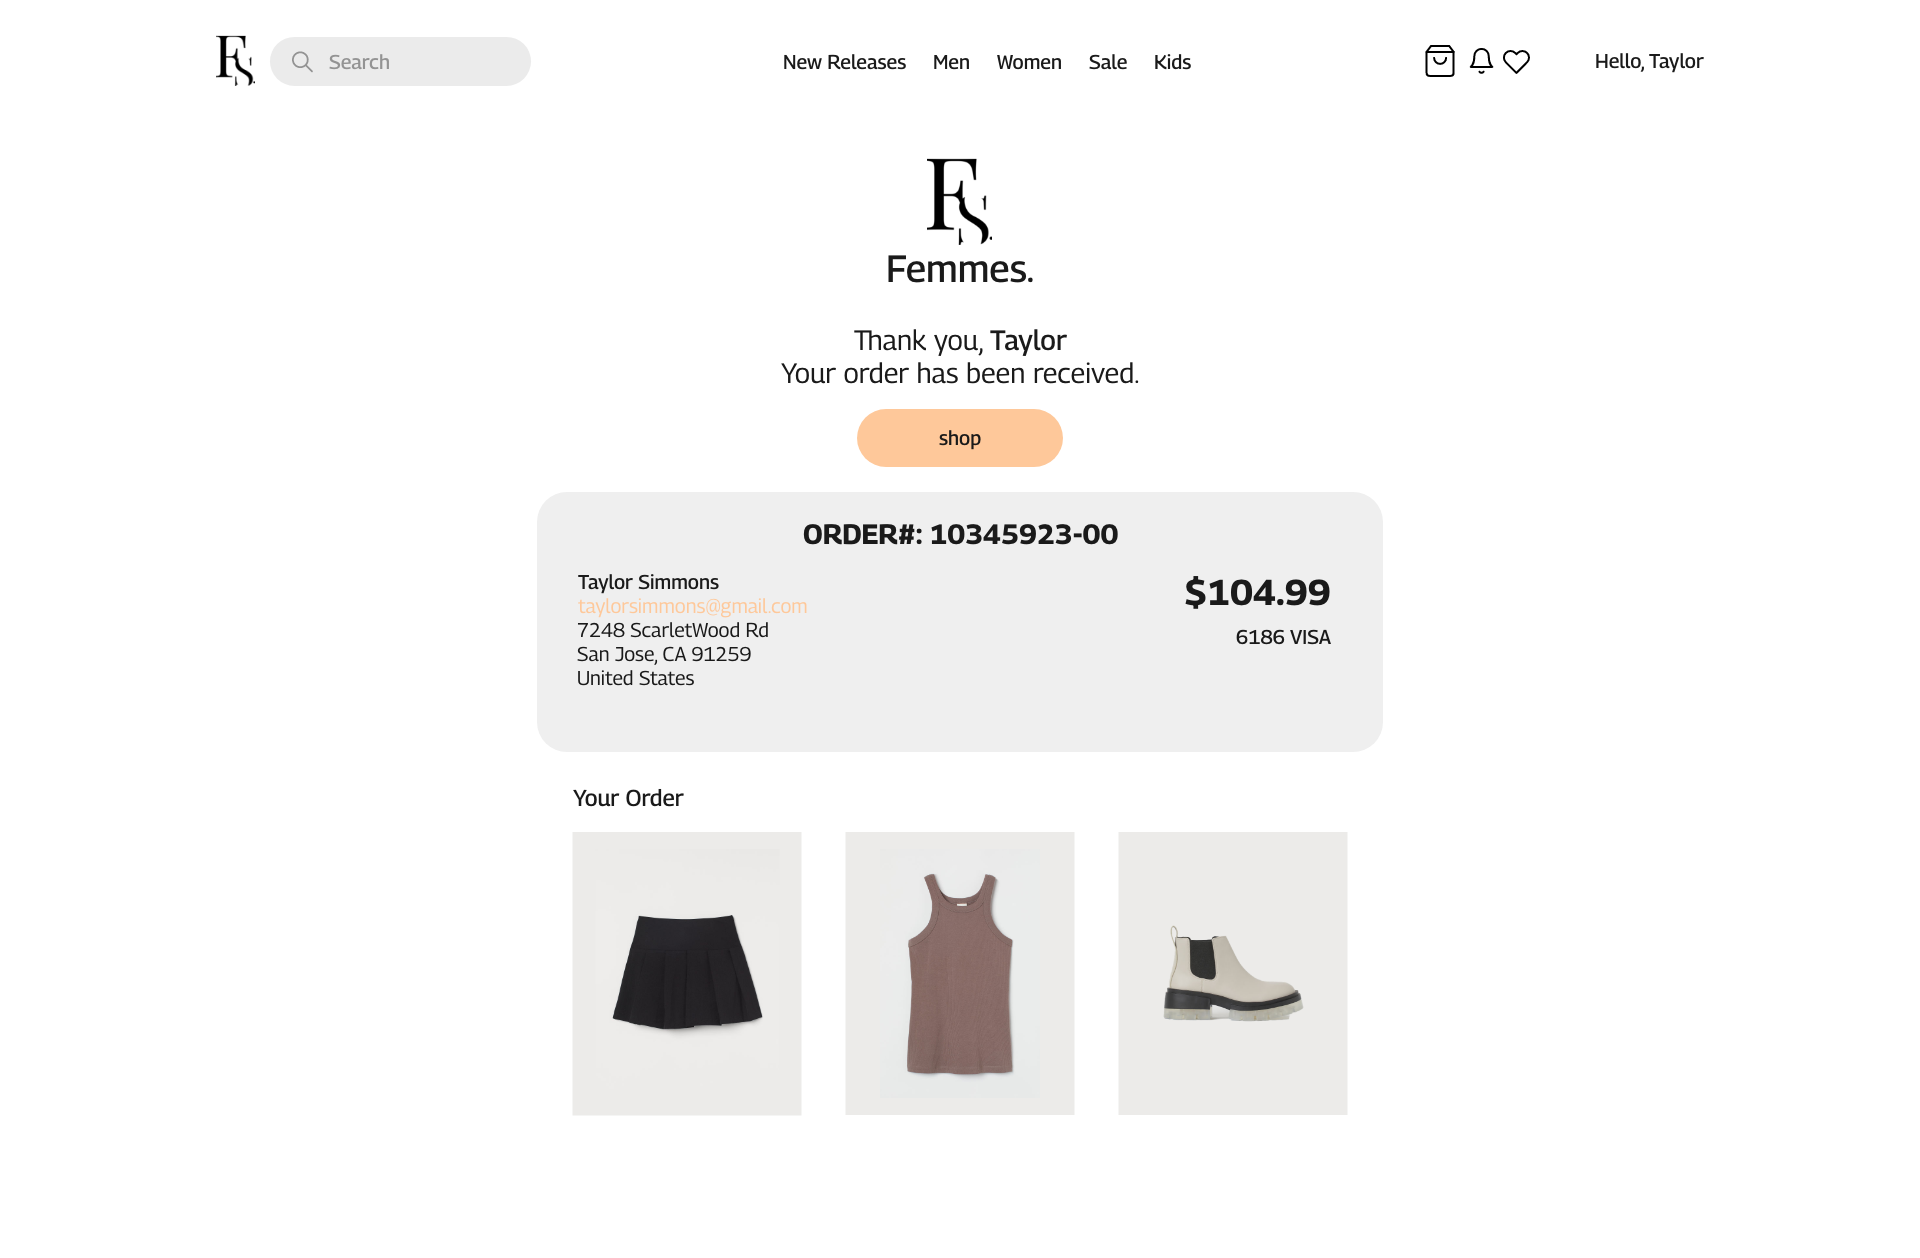 FS.
Search
New Releases
Men
Women
Sale
Kids
Hello, Taylor
FS.
Femmes.
Thank you, Taylor
Your order has been received.
shop
ORDER#: 10345923-00
Taylor Simmons
taylorsimmons@gmail.com
7248 ScarletWood Rd
San Jose, CA 91259
United States
$104.99
6186 VISA
Your Order